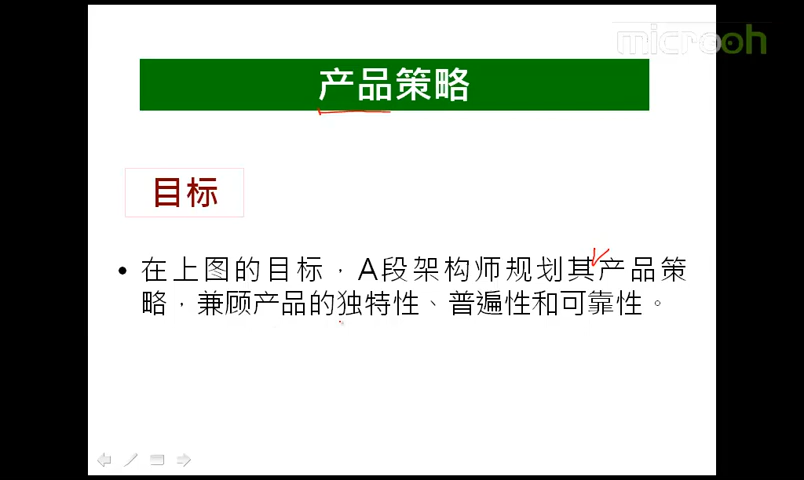 microoh
产品策略
目标
• 在上图的目标，A段架构师规划其产品策
略，兼顾产品的独特性、普遍性和可靠性。